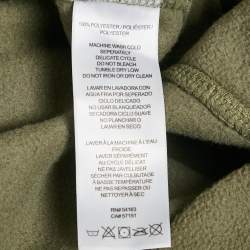 100% POLYESTER/ POLYESTER/
POLYESTER
MACHINE WASH COLD
SEPERATELY
DELICATE CYCLE
DO NOT BLEACH
TUMBLE DRY LOW
DO NOT IRON OR DRY CLEAN
LAVAR EN LAVADORA CON
AGUA FRIA POR SEPARADO
CICLO DELICADO
NO USAR BLANQUEADOR
SECADORA CICLO SUAVE
NO PLANCHAR O
LAVAR EN SECO
LAVER À LA MACHINE À L'EAU
FROIDE
LAVER SÉPARÉMENT
AU CYCLE DÉLICAT
NE PAS JAVELLISER
SÉCHER PAR CULBUTAGE
À BASSE TEMPÉRATURE
NE PAS REPASSER OU
NETTOYER À SEC
RN# 54163
CA# 57151